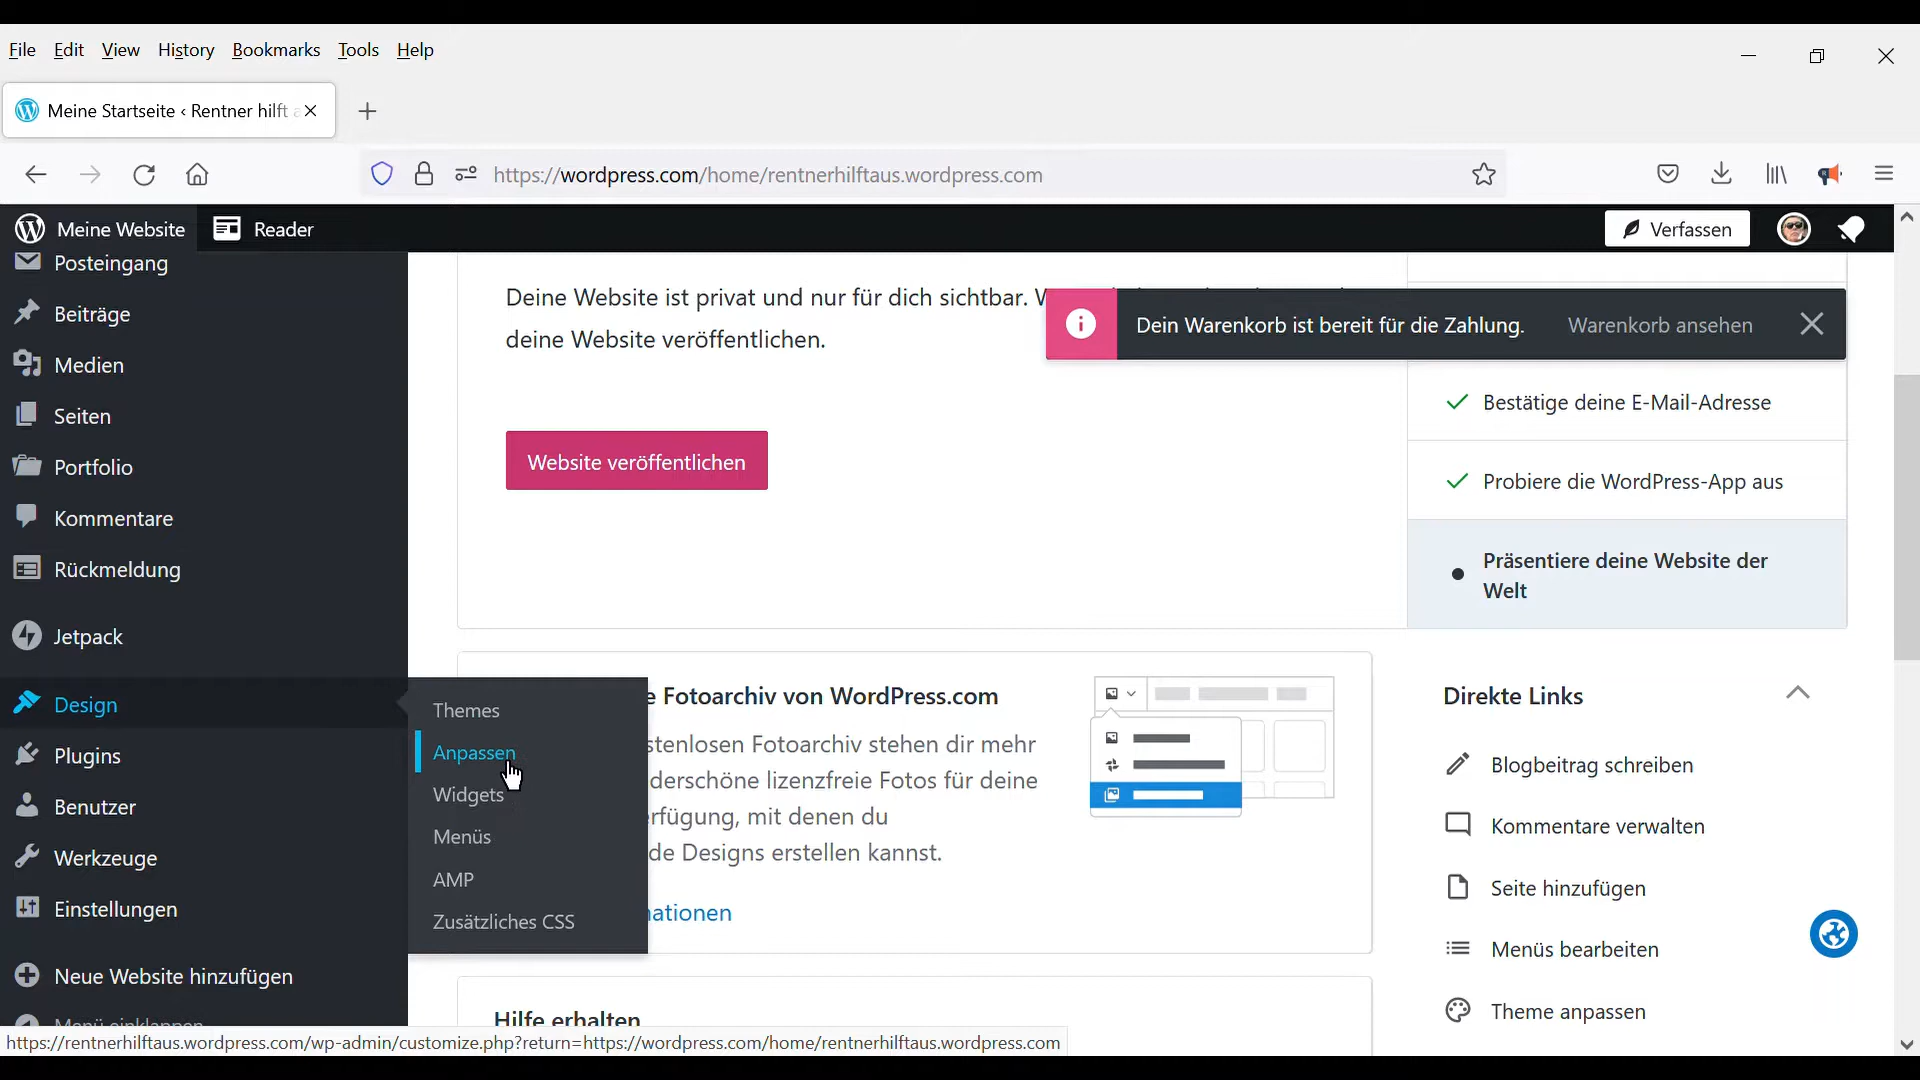 File Edit View History Bookmarks Tools Help
Meine Startseite ‹ Rentner hilft
https://wordpress.com/home/rentnerhilftaus.wordpress.com
Meine Website Reader Verfassen
Posteingang
Beiträge
Medien
Seiten
Portfolio
Kommentare
Rückmeldung
Jetpack
Design
Plugins
Benutzer
Werkzeuge
Einstellungen
Neue Website hinzufügen
Menü einklappen
Themes
Anpassen
Widgets
Menüs
AMP
Zusätzliches CSS
Deine Website ist privat und nur für dich sichtbar.
deine Website veröffentlichen.
Website veröffentlichen
Dein Warenkorb ist bereit für die Zahlung. Warenkorb ansehen
Bestätige deine E-Mail-Adresse
Probiere die WordPress-App aus
Präsentiere deine Website der
Welt
Fotoarchiv von WordPress.com
Fotoarchiv stehen dir mehr
lizenzfreie Fotos für deine
mit denen du
Designs erstellen kannst.
Hilfe erhalten
Direkte Links
Blogbeitrag schreiben
Kommentare verwalten
Seite hinzufügen
Menüs bearbeiten
Theme anpassen
https://rentnerhilftaus.wordpress.com/wp-admin/customize.php?return=https://wordpress.com/home/rentnerhilftaus.wordpress.com